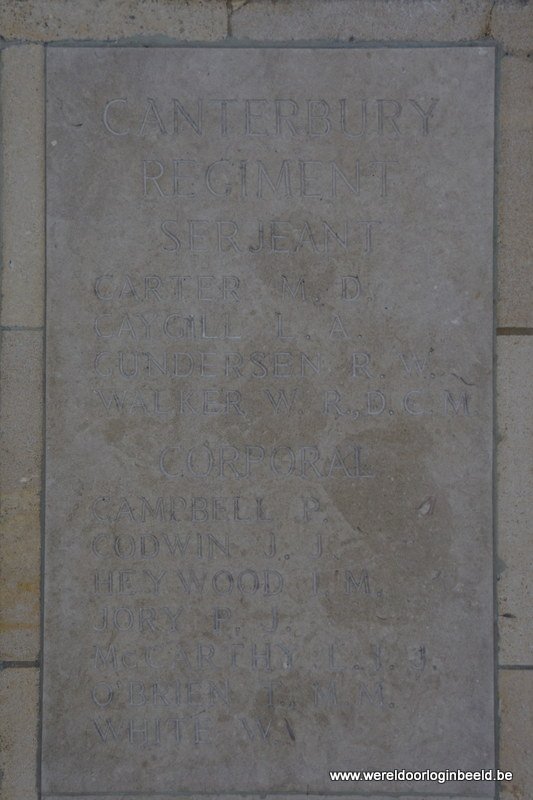 CANTERBURY
REGIMENT
SERJEANT
CARTER M. D.
CAYGILL L. A.
GUNDERSEN R. W.
WALKER W. R., D. C. M.
CORPORAL
CAMPBELL P.
CODWIN J. J.
HEYWOOD J. M.
JORY P. J.
McCARTHY L. J. J.
O'BRIEN T., M. M.
WHITE W.
www.wereldoorloginbeeld.be